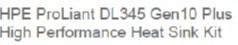 HPE ProLiant DL345 Gen10 Plus
High Performance Heat Sink Kit